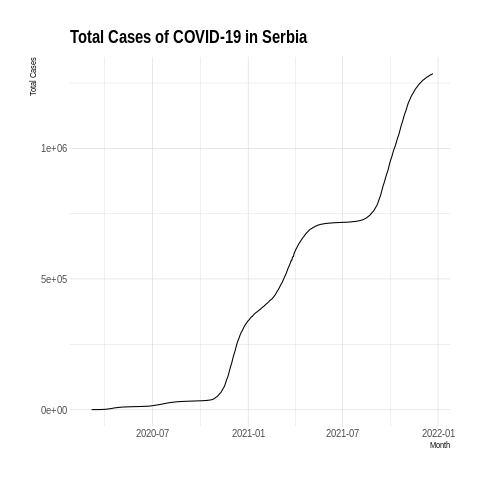 Total Cases of COVID-19 in Serbia
Total Cases
1e+06
5e+05
0e+00
2020-07 2021-01 2021-07 2022-01
Month